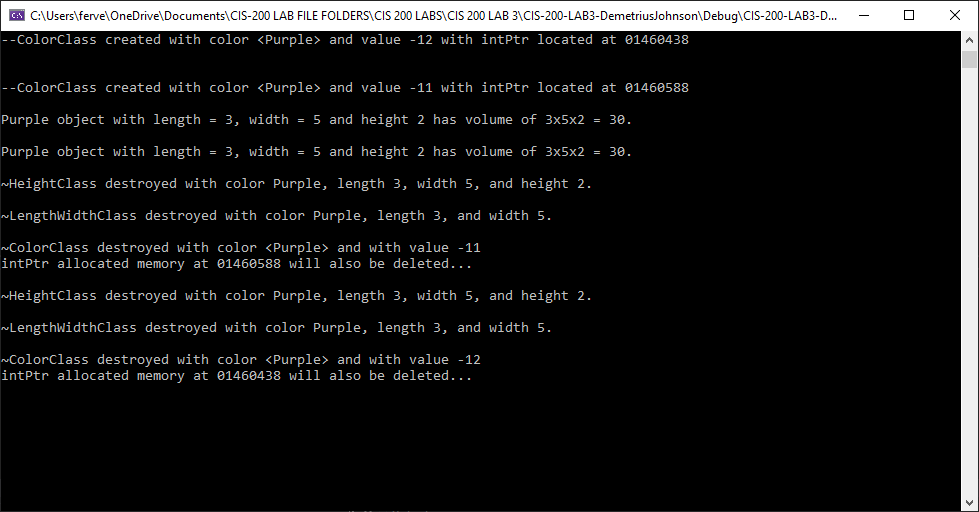 C:\Users\ferve\OneDrive\Documents\CIS-200 LAB FILE FOLDERS\CIS 200 LABS\CIS 200 LAB 3\CIS-200-LAB3-DemetriusJohnson\Debug\CIS-200-LAB3-D...
--ColorClass created with color <Purple> and value -12 with intPtr located at 01460438
--ColorClass created with color <Purple> and value -11 with intPtr located at 01460588
Purple object with length = 3, width = 5 and height 2 has volume of 3x5x2 = 30.
Purple object with length = 3, width = 5 and height 2 has volume of 3x5x2 = 30.
~HeightClass destroyed with color Purple, length 3, width 5, and height 2.
~LengthWidthClass destroyed with color Purple, length 3, and width 5.
~ColorClass destroyed with color <Purple> and with value -11
intPtr allocated memory at 01460588 will also be deleted...
~HeightClass destroyed with color Purple, length 3, width 5, and height 2.
~LengthWidthClass destroyed with color Purple, length 3, and width 5.
~ColorClass destroyed with color <Purple> and with value -12
intPtr allocated memory at 01460438 will also be deleted...